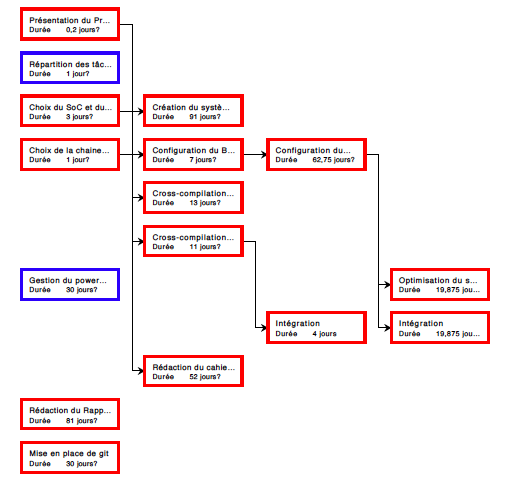 Présentation du Pr...
Durée 0,2 jours?
Répartition des tâc...
Durée 1 jour?
Choix du SoC et du...
Durée 3 jours?
Création du systè...
Durée 91 jours?
Choix de la chaine...
Durée 1 jour?
Configuration du B...
Durée 7 jours?
Configuration du...
Durée 62,75 jours?
Cross-compilation...
Durée 13 jours?
Cross-compilation...
Durée 11 jours?
Gestion du power...
Durée 30 jours?
Optimisation du s...
Durée 19,875 jou...
Intégration
Durée 4 jours
Intégration
Durée 19,875 jou...
Rédaction du cahie...
Durée 52 jours?
Rédaction du Rapp...
Durée 81 jours?
Mise en place de git
Durée 30 jours?